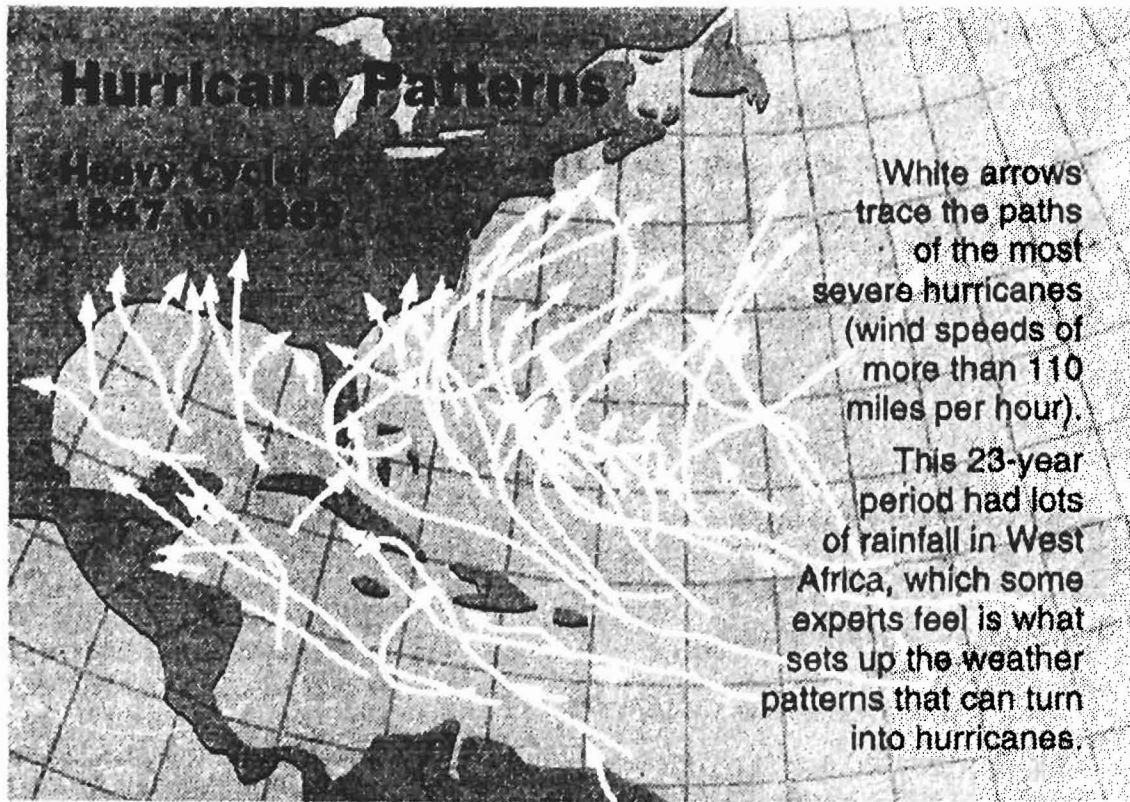 Hurricane Patterns
Heavy Cycle:
1947 to 1969
White arrows
trace the paths
of the most
severe hurricanes
(wind speeds of
more than 110
miles per hour).
This 23-year
period had lots
of rainfall in West
Africa, which some
experts feel is what
sets up the weather
patterns that can turn
into hurricanes.